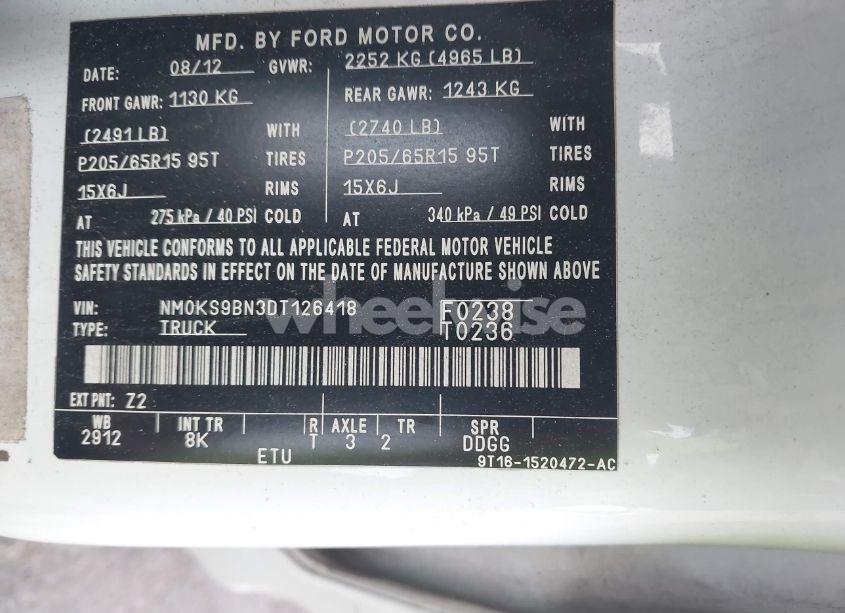 MFD. BY FORD MOTOR CO.
DATE: 08/12 GVWR: 2252 KG (4965 LB)
FRONT GAWR: 1130 KG REAR GAWR: 1243 KG
(2491 LB) WITH (2740 LB) WITH
P205/65R15 95T TIRES P205/65R15 95T TIRES
15X6J RIMS 15X6J RIMS
AT 275 kPa / 40 PSI COLD AT 340 kPa / 49 PSI COLD
THIS VEHICLE CONFORMS TO ALL APPLICABLE FEDERAL MOTOR VEHICLE
SAFETY STANDARDS IN EFFECT ON THE DATE OF MANUFACTURE SHOWN ABOVE
VIN: NM0KS9BN3DT126418 F0238
TYPE: TRUCK T0236
wheelwise
EXT PNT: Z2
WB INT TR R AXLE TR SPR
2912 8K T 3 2 DDGG
ETU 9T16-1520472-AC